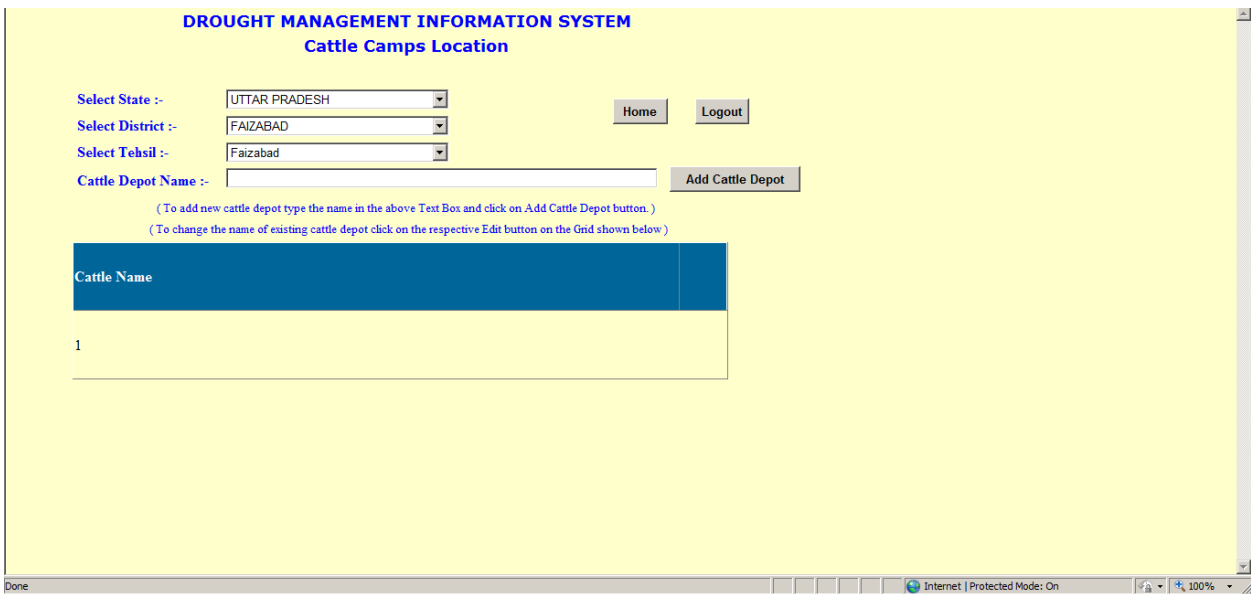 DROUGHT MANAGEMENT INFORMATION SYSTEM
Cattle Camps Location
Select State :- UTTAR PRADESH
Home Logout
Select District :- FAIZABAD
Select Tehsil :- Faizabad
Cattle Depot Name :- Add Cattle Depot
( To add new cattle depot type the name in the above Text Box and click on Add Cattle Depot button. )
( To change the name of existing cattle depot click on the respective Edit button on the Grid shown below )
Cattle Name
1
Done Internet | Protected Mode: On 100%